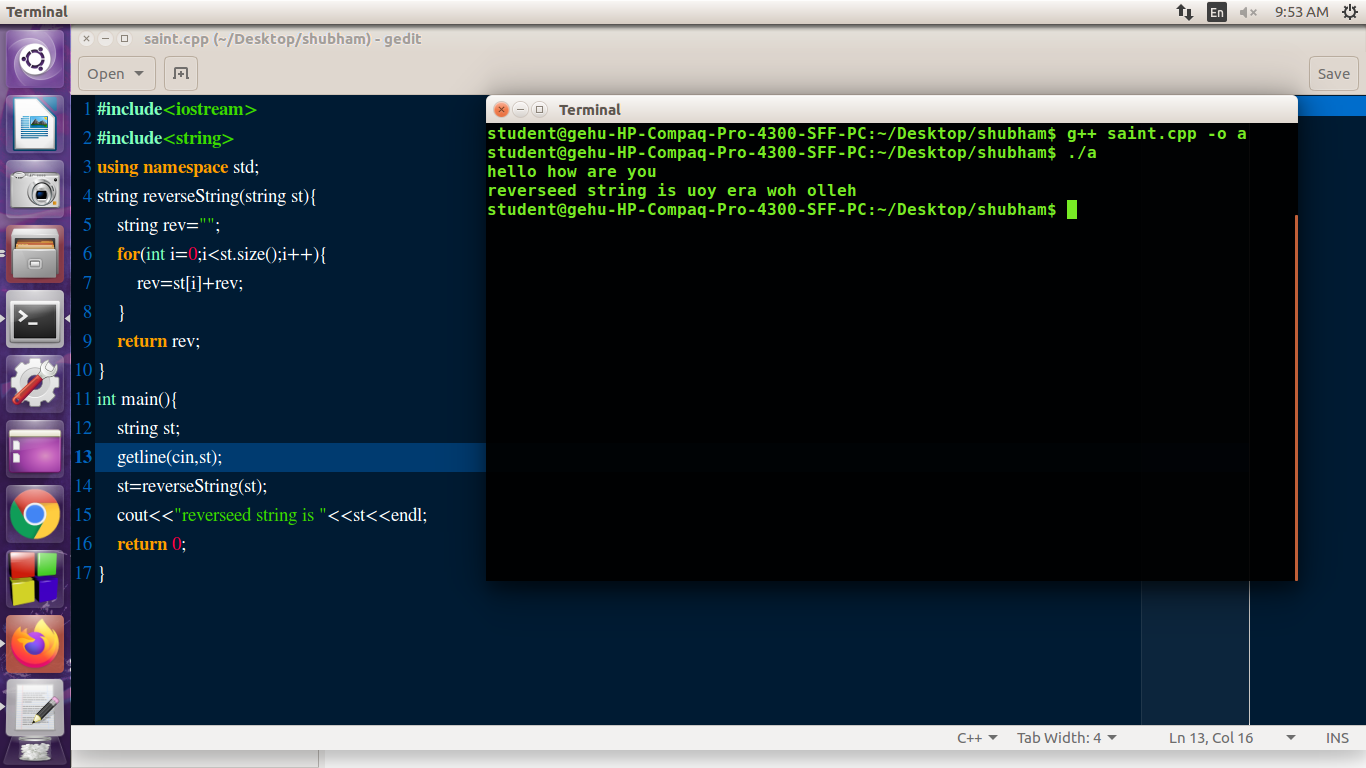 Terminal
En
9:53 AM
saint.cpp (~/Desktop/shubham) - gedit
Open
Save
1 #include<iostream>
2 #include<string>
3 using namespace std;
4 string reverseString(string st){
5 string rev="";
6 for(int i=0;i<st.size();i++){
7 rev=st[i]+rev;
8 }
9 return rev;
10 }
11 int main(){
12 string st;
13 getline(cin,st);
14 st=reverseString(st);
15 cout<<"reverseed string is "<<st<<endl;
16 return 0;
17 }
Terminal
student@gehu-HP-Compaq-Pro-4300-SFF-PC:~/Desktop/shubham$ g++ saint.cpp -o a
student@gehu-HP-Compaq-Pro-4300-SFF-PC:~/Desktop/shubham$ ./a
hello how are you
reverseed string is uoy era woh olleh
student@gehu-HP-Compaq-Pro-4300-SFF-PC:~/Desktop/shubham$
C++
Tab Width: 4
Ln 13, Col 16
INS